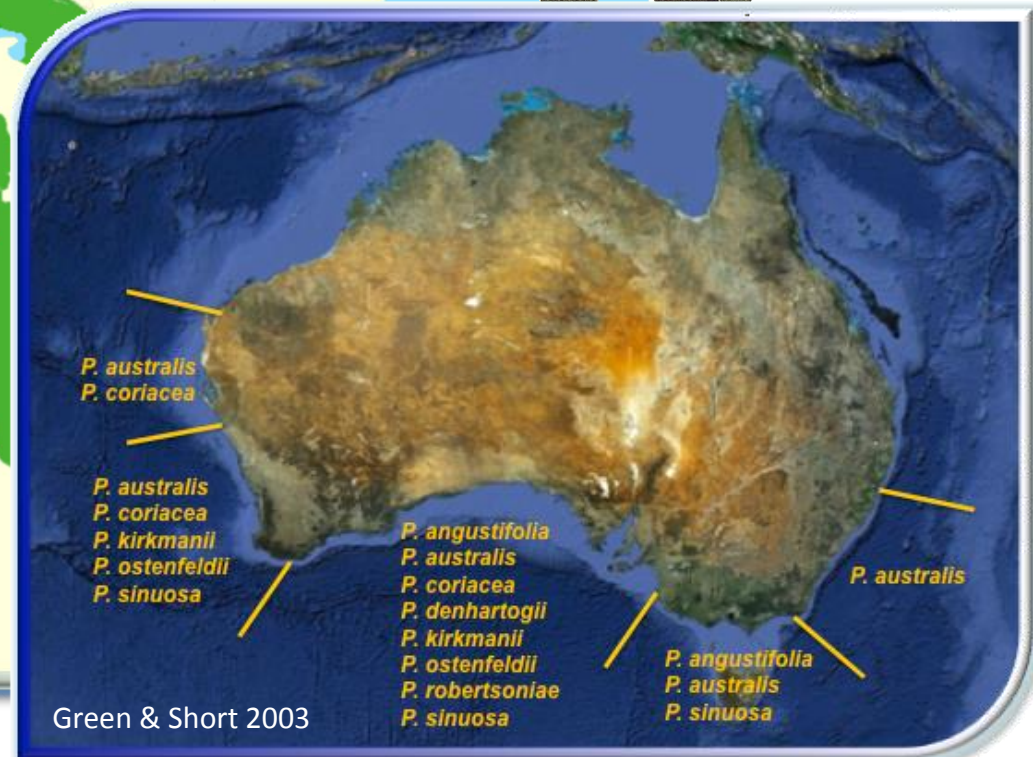 P. australis
P. coriacea
P. australis
P. coriacea
P. kirkmanii
P. ostenfeldii
P. sinuosa
P. angustifolia
P. australis
P. coriacea
P. denhartogii
P. kirkmanii
P. ostenfeldii
P. robertsoniae
P. sinuosa
P. angustifolia
P. australis
P. sinuosa
P. australis
Green & Short 2003